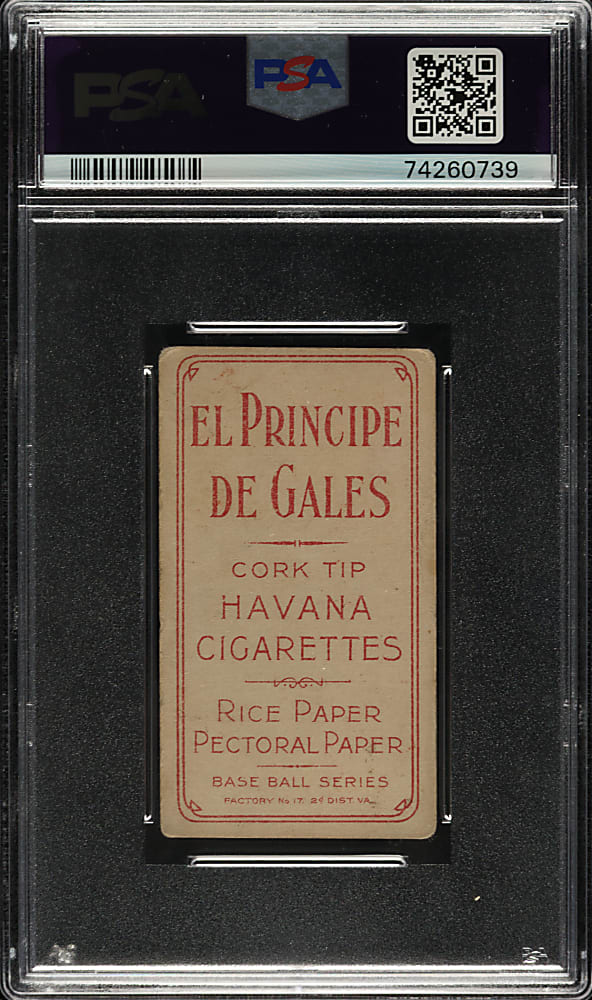 PSA
PSA
74260739
EL PRINCIPE
DE GALES
CORK TIP
HAVANA
CIGARETTES
RICE PAPER
PECTORAL PAPER
BASE BALL SERIES
FACTORY No 17. 2d DIST. VA.